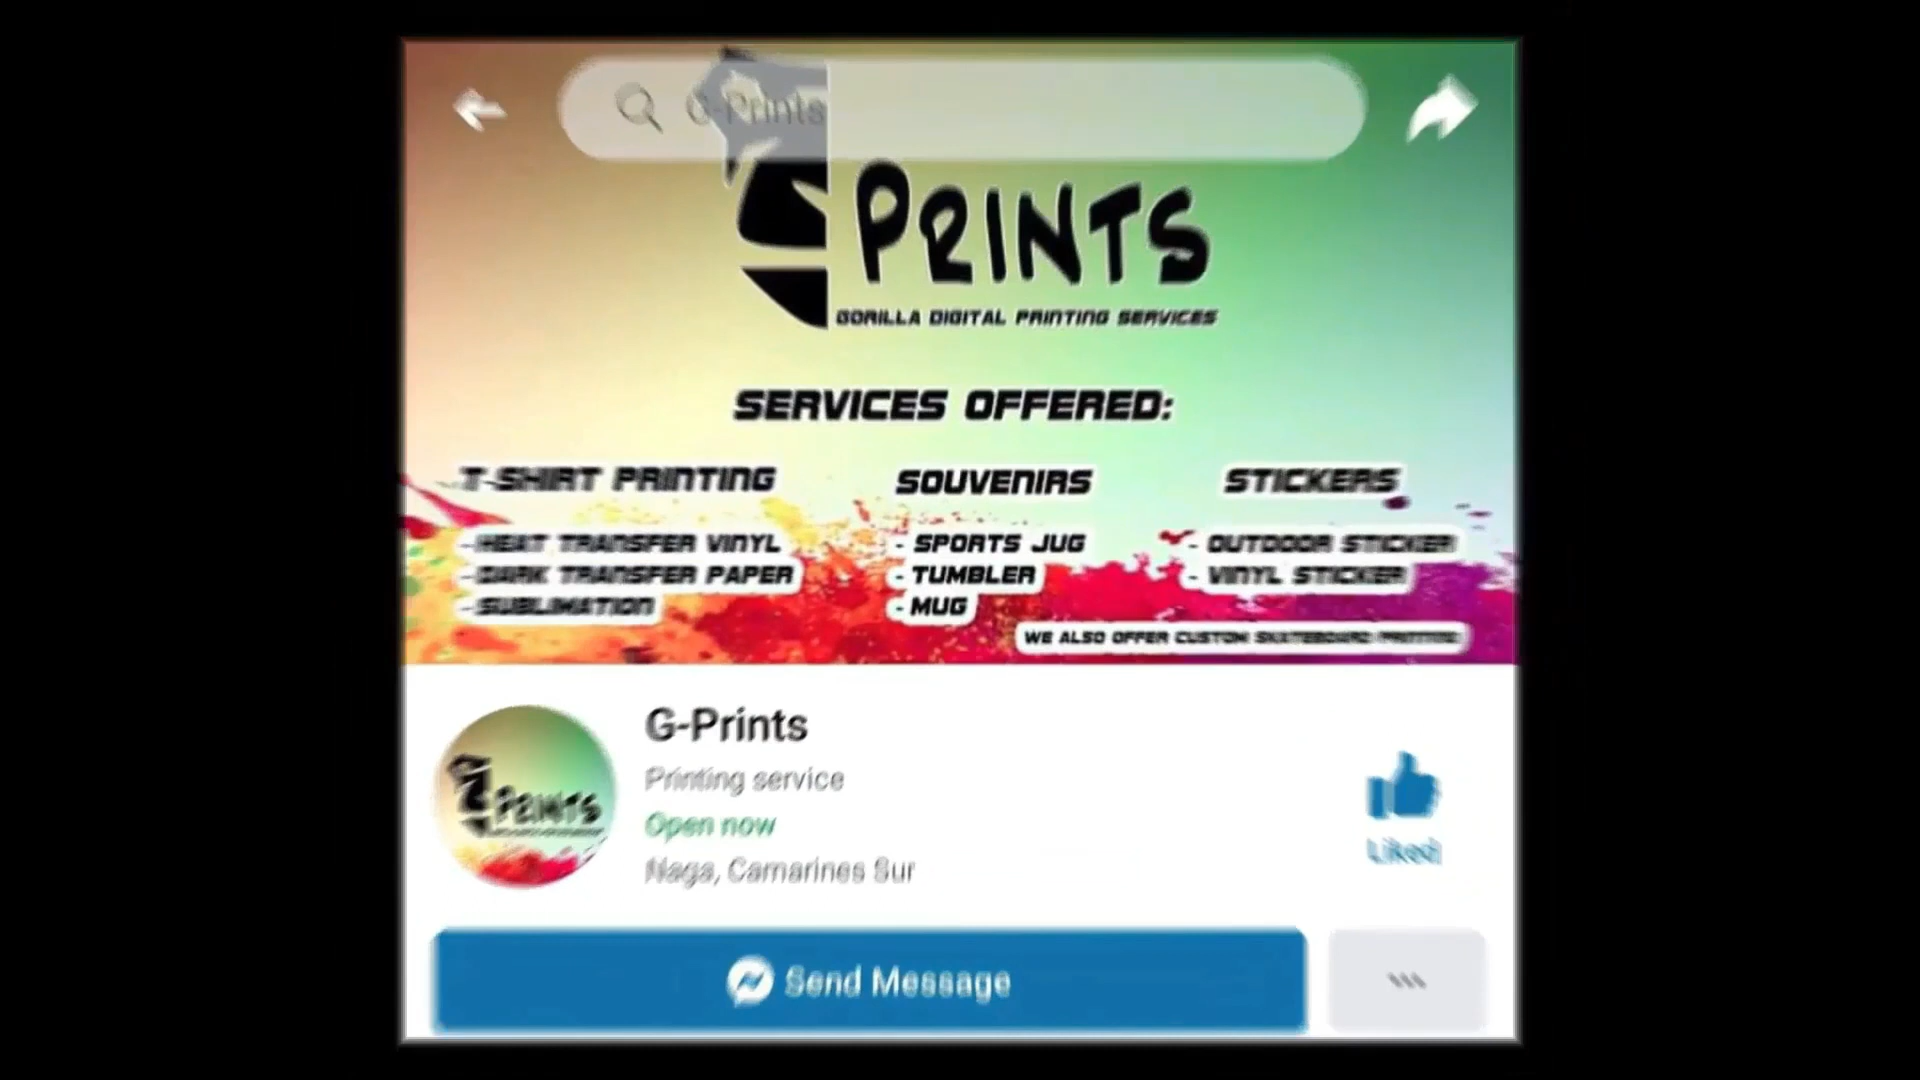 G-Prints
PRINTS
GORILLA DIGITAL PRINTING SERVICES
SERVICES OFFERED:
T-SHIRT PRINTING
- HEAT TRANSFER VINYL
- DARK TRANSFER PAPER
- SUBLIMATION
SOUVENIRS
- SPORTS JUG
- TUMBLER
- MUG
STICKERS
- OUTDOOR STICKER
- VINYL STICKER
WE ALSO OFFER CUSTOM SKATEBOARD PRINTING
PRINTS
G-Prints
Printing service
Open now
Naga, Camarines Sur
Liked
Send Message